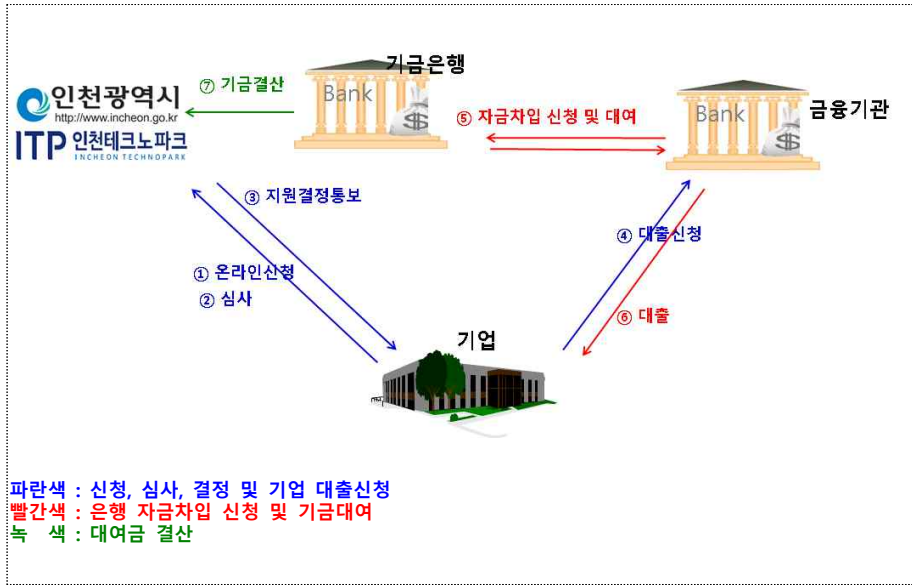 기금은행
⑦ 기금결산
인천광역시
http://www.incheon.go.kr
ITP 인천테크노파크
INCHEON TECHNOPARK
Bank
$
⑤ 자금차입 신청 및 대여
Bank
$
금융기관
③ 지원결정통보
④ 대출신청
① 온라인신청
② 심사
⑥ 대출
기업
파란색 : 신청, 심사, 결정 및 기업 대출신청
빨간색 : 은행 자금차입 신청 및 기금대여
녹 색 : 대여금 결산